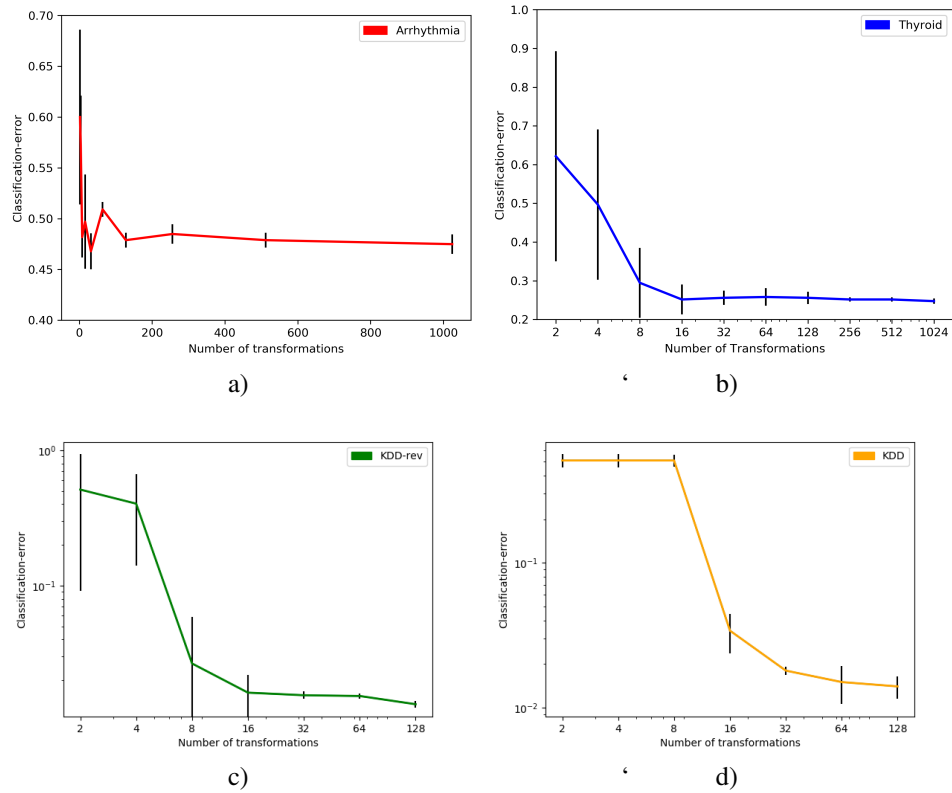 Arrhythmia
0.70
0.65
0.60
0.55
0.50
0.45
0.40
Classification-error
0 200 400 600 800 1000
Number of transformations
a)
Thyroid
1.0
0.9
0.8
0.7
0.6
0.5
0.4
0.3
0.2
Classification-error
2 4 8 16 32 64 128 256 512 1024
Number of Transformations
‘ b)
KDD-rev
10⁰
10⁻¹
Classification-error
2 4 8 16 32 64 128
Number of transformations
c)
KDD
10⁻¹
10⁻²
Classification-error
2 4 8 16 32 64 128
Number of transformations
‘ d)